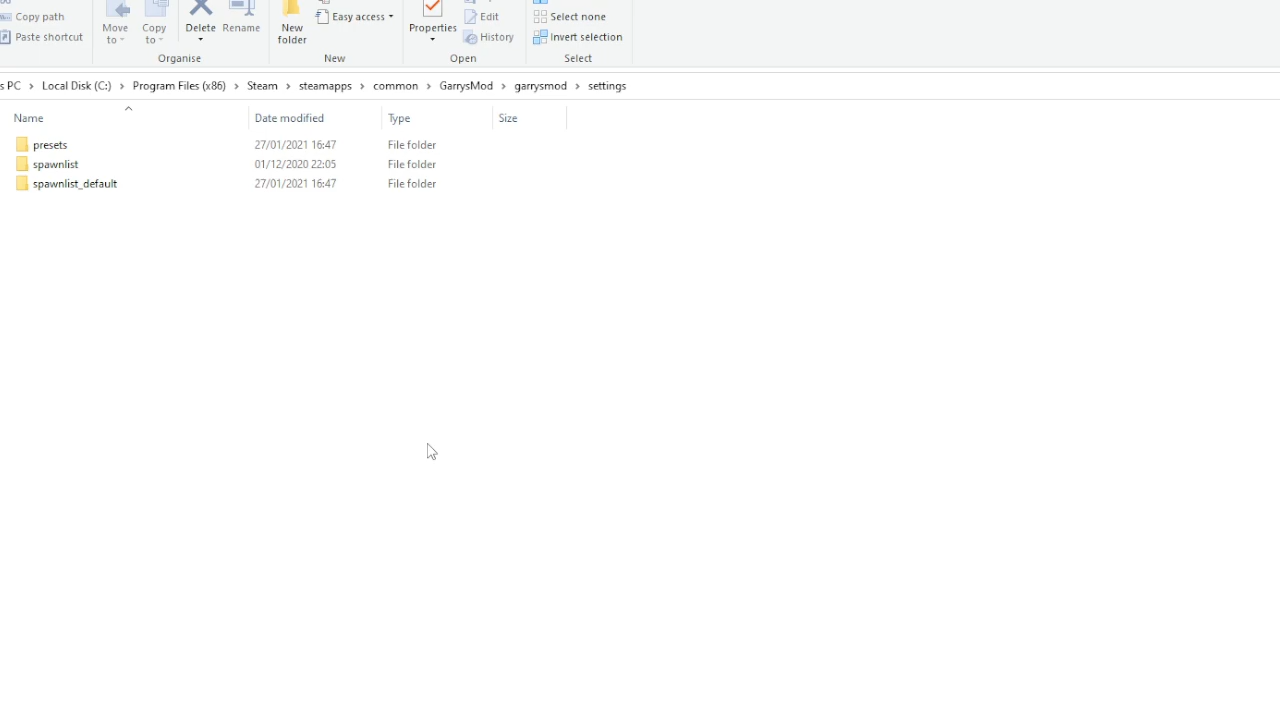 Copy path
Paste shortcut
Move to
Copy to
Delete
Rename
Organise
New folder
Easy access
New
Properties
Edit
History
Open
Select none
Invert selection
Select
s PC > Local Disk (C:) > Program Files (x86) > Steam > steamapps > common > GarrysMod > garrysmod > settings
Name Date modified Type Size
presets 27/01/2021 16:47 File folder
spawnlist 01/12/2020 22:05 File folder
spawnlist_default 27/01/2021 16:47 File folder